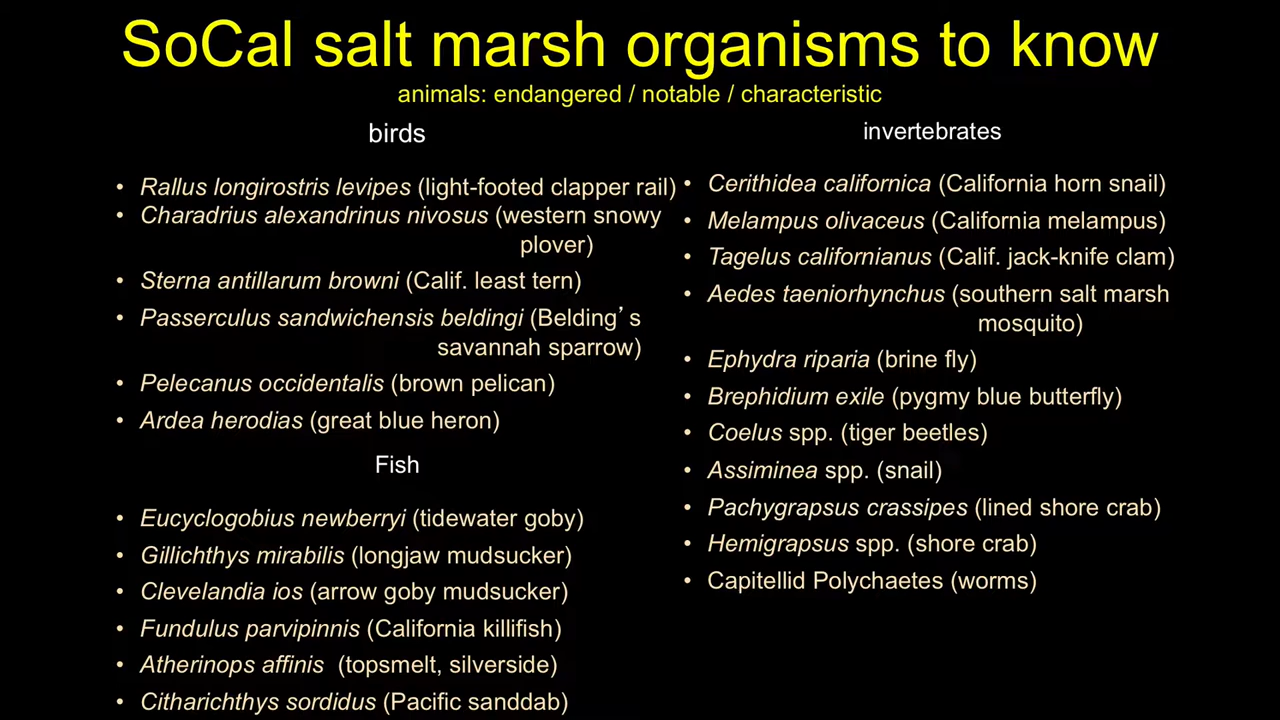 SoCal salt marsh organisms to know
animals: endangered / notable / characteristic
birds
• Rallus longirostris levipes (light-footed clapper rail)
• Charadrius alexandrinus nivosus (western snowy
plover)
• Sterna antillarum browni (Calif. least tern)
• Passerculus sandwichensis beldingi (Belding’s
savannah sparrow)
• Pelecanus occidentalis (brown pelican)
• Ardea herodias (great blue heron)
Fish
• Eucyclogobius newberryi (tidewater goby)
• Gillichthys mirabilis (longjaw mudsucker)
• Clevelandia ios (arrow goby mudsucker)
• Fundulus parvipinnis (California killifish)
• Atherinops affinis (topsmelt, silverside)
• Citharichthys sordidus (Pacific sanddab)
invertebrates
• Cerithidea californica (California horn snail)
• Melampus olivaceus (California melampus)
• Tagelus californianus (Calif. jack-knife clam)
• Aedes taeniorhynchus (southern salt marsh
mosquito)
• Ephydra riparia (brine fly)
• Brephidium exile (pygmy blue butterfly)
• Coelus spp. (tiger beetles)
• Assiminea spp. (snail)
• Pachygrapsus crassipes (lined shore crab)
• Hemigrapsus spp. (shore crab)
• Capitellid Polychaetes (worms)